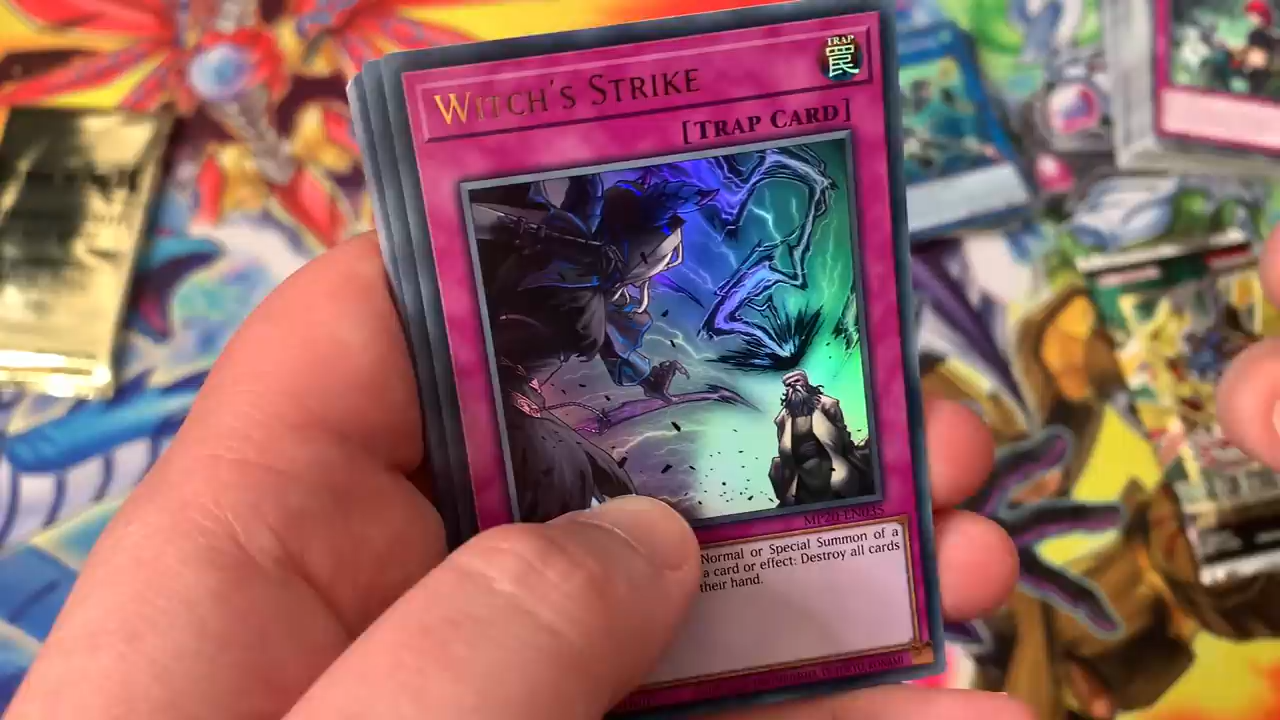 WITCH'S STRIKE
TRAP
罠
[TRAP CARD]
MP20-EN035
Normal or Special Summon of a
a card or effect: Destroy all cards
their hand.